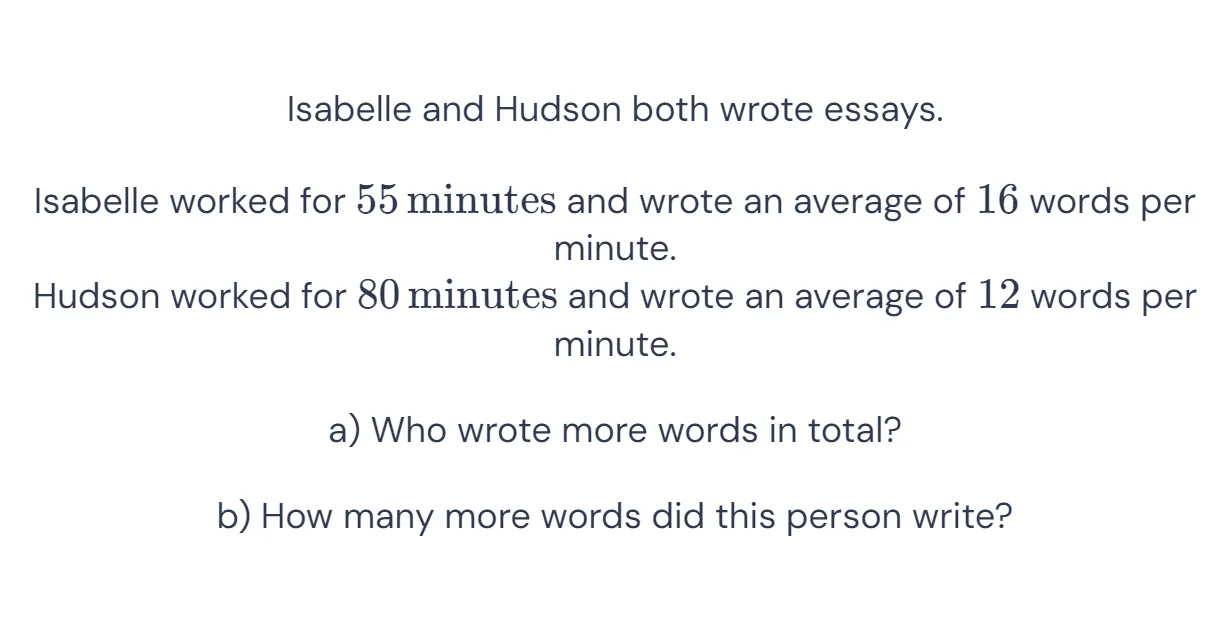 Isabelle and Hudson both wrote essays.
Isabelle worked for 55 minutes and wrote an average of 16 words per
minute.
Hudson worked for 80 minutes and wrote an average of 12 words per
minute.
a) Who wrote more words in total?
b) How many more words did this person write?